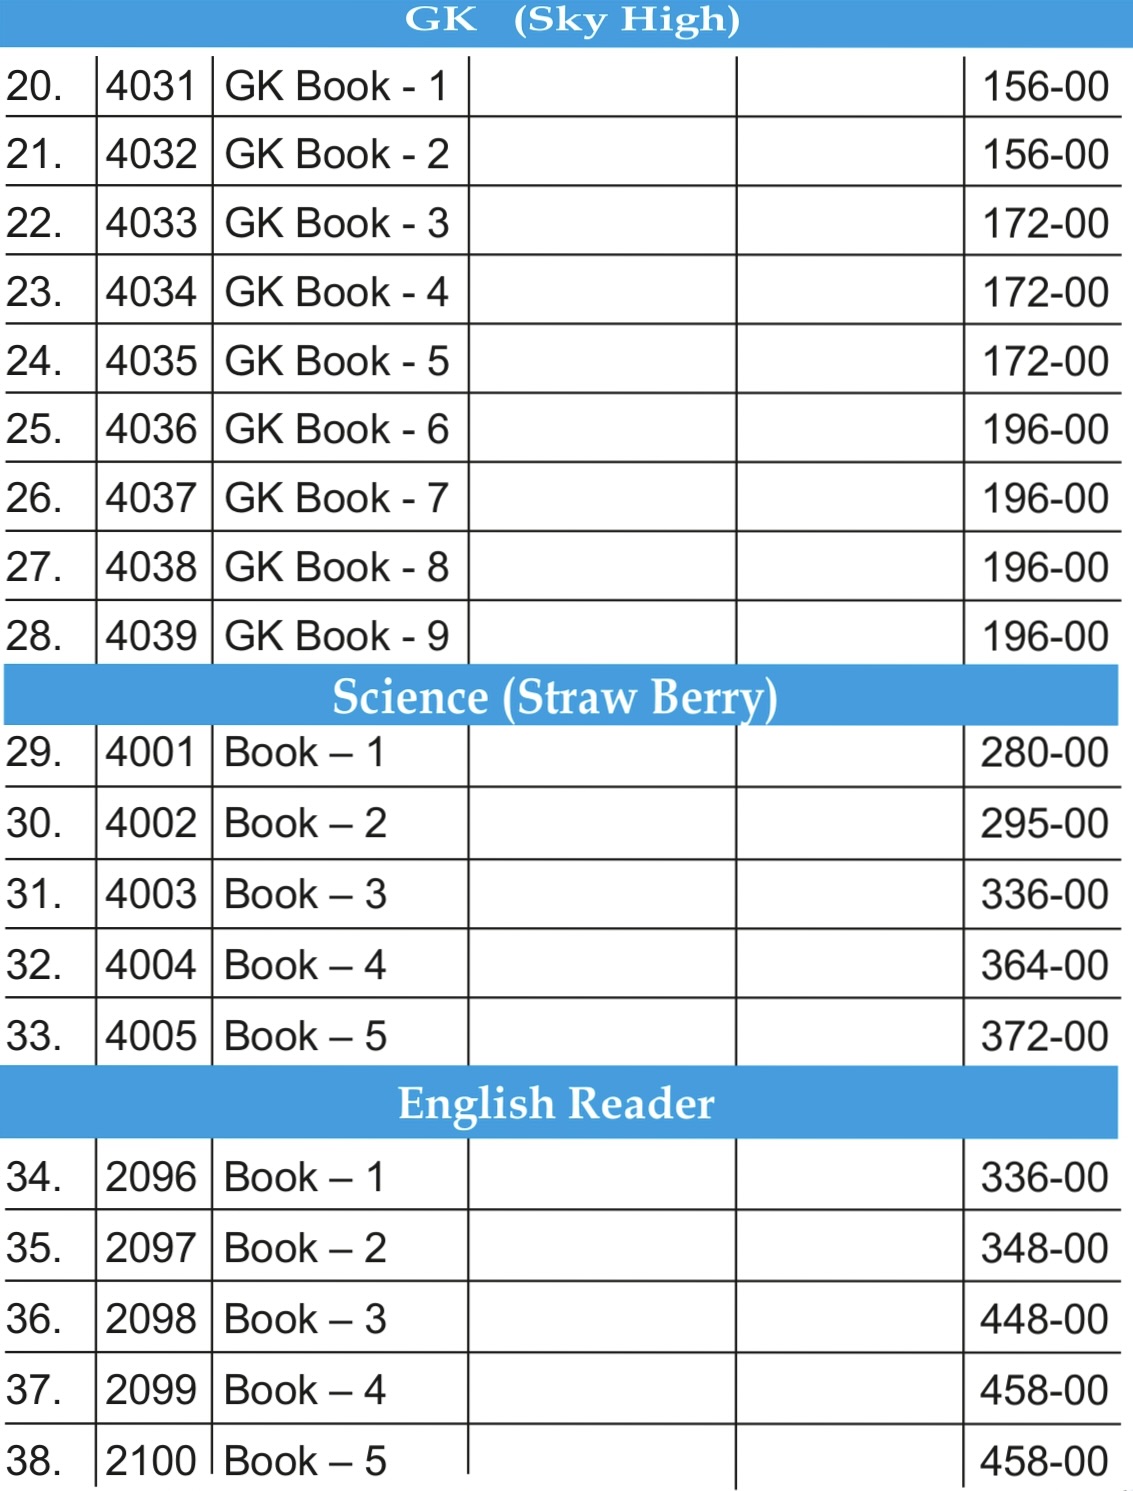 GK (Sky High)
20. 4031 GK Book - 1 156-00
21. 4032 GK Book - 2 156-00
22. 4033 GK Book - 3 172-00
23. 4034 GK Book - 4 172-00
24. 4035 GK Book - 5 172-00
25. 4036 GK Book - 6 196-00
26. 4037 GK Book - 7 196-00
27. 4038 GK Book - 8 196-00
28. 4039 GK Book - 9 196-00
Science (Straw Berry)
29. 4001 Book – 1 280-00
30. 4002 Book – 2 295-00
31. 4003 Book – 3 336-00
32. 4004 Book – 4 364-00
33. 4005 Book – 5 372-00
English Reader
34. 2096 Book – 1 336-00
35. 2097 Book – 2 348-00
36. 2098 Book – 3 448-00
37. 2099 Book – 4 458-00
38. 2100 Book – 5 458-00